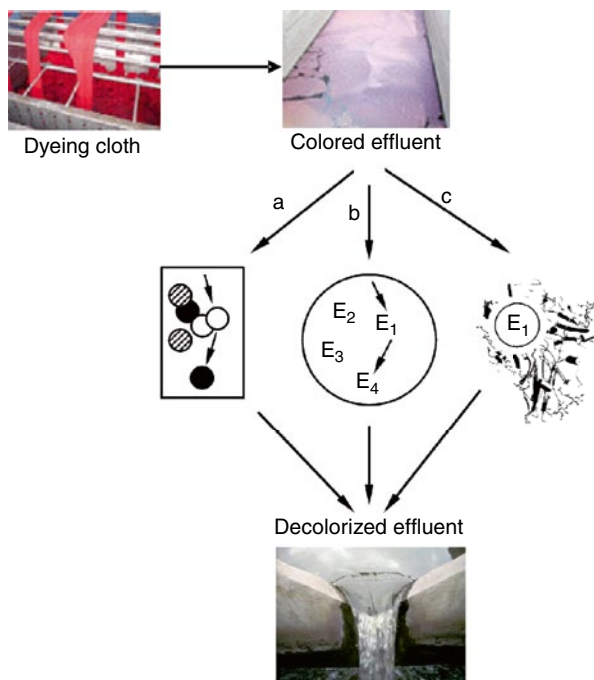 Dyeing cloth
Colored effluent
a
b
c
E₂
E₁
E₃
E₄
E₁
Decolorized effluent